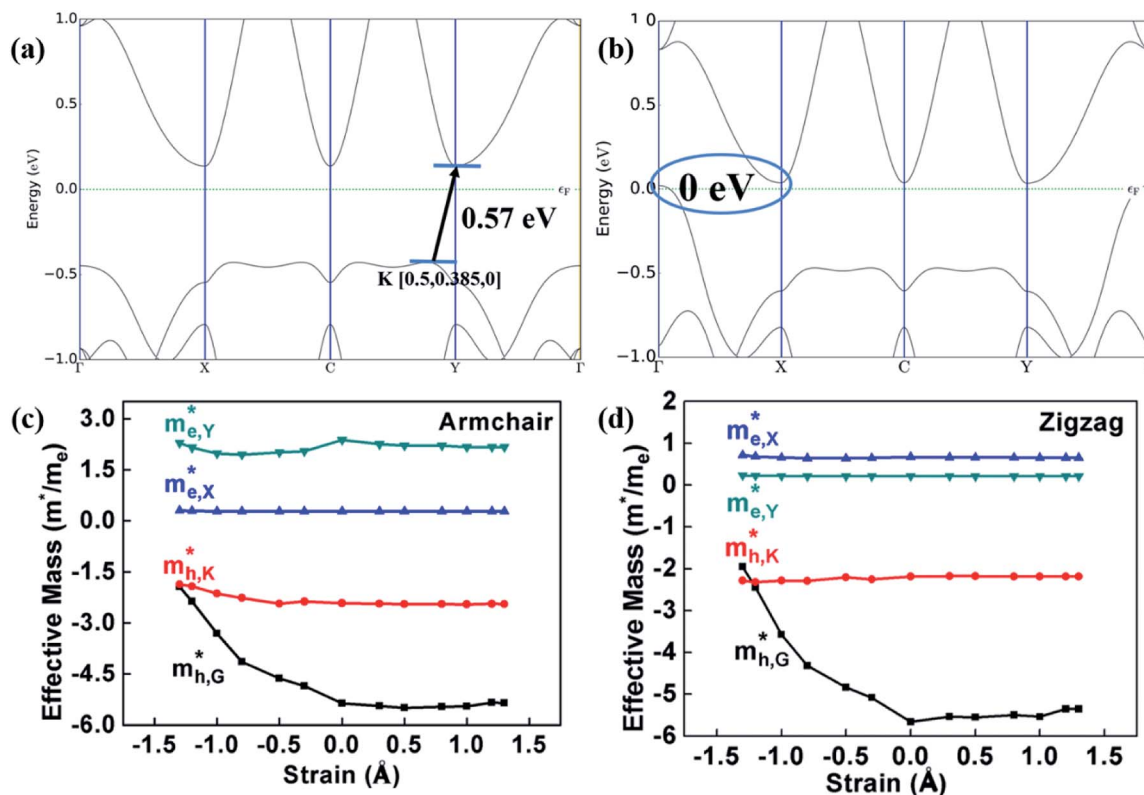 (a)
1.0
0.5
0.0
−0.5
−1.0
Energy (eV)
ϵF
0.57 eV
K [0.5,0.385,0]
Γ X C Y Γ
(b)
1.0
0.5
0.0
−0.5
−1.0
Energy (eV)
ϵF
0 eV
Γ X C Y
(c)
Armchair
3.0
1.5
0.0
-1.5
-3.0
-4.5
-6.0
Effective Mass (m*/me)
m*e,Y
m*e,X
m*h,K
m*h,G
-1.5 -1.0 -0.5 0.0 0.5 1.0 1.5
Strain (Å)
(d)
Zigzag
2
1
0
-1
-2
-3
-4
-5
-6
Effective Mass (m*/me)
m*e,X
m*e,Y
m*h,K
m*h,G
-1.5 -1.0 -0.5 0.0 0.5 1.0 1.5
Strain (Å)